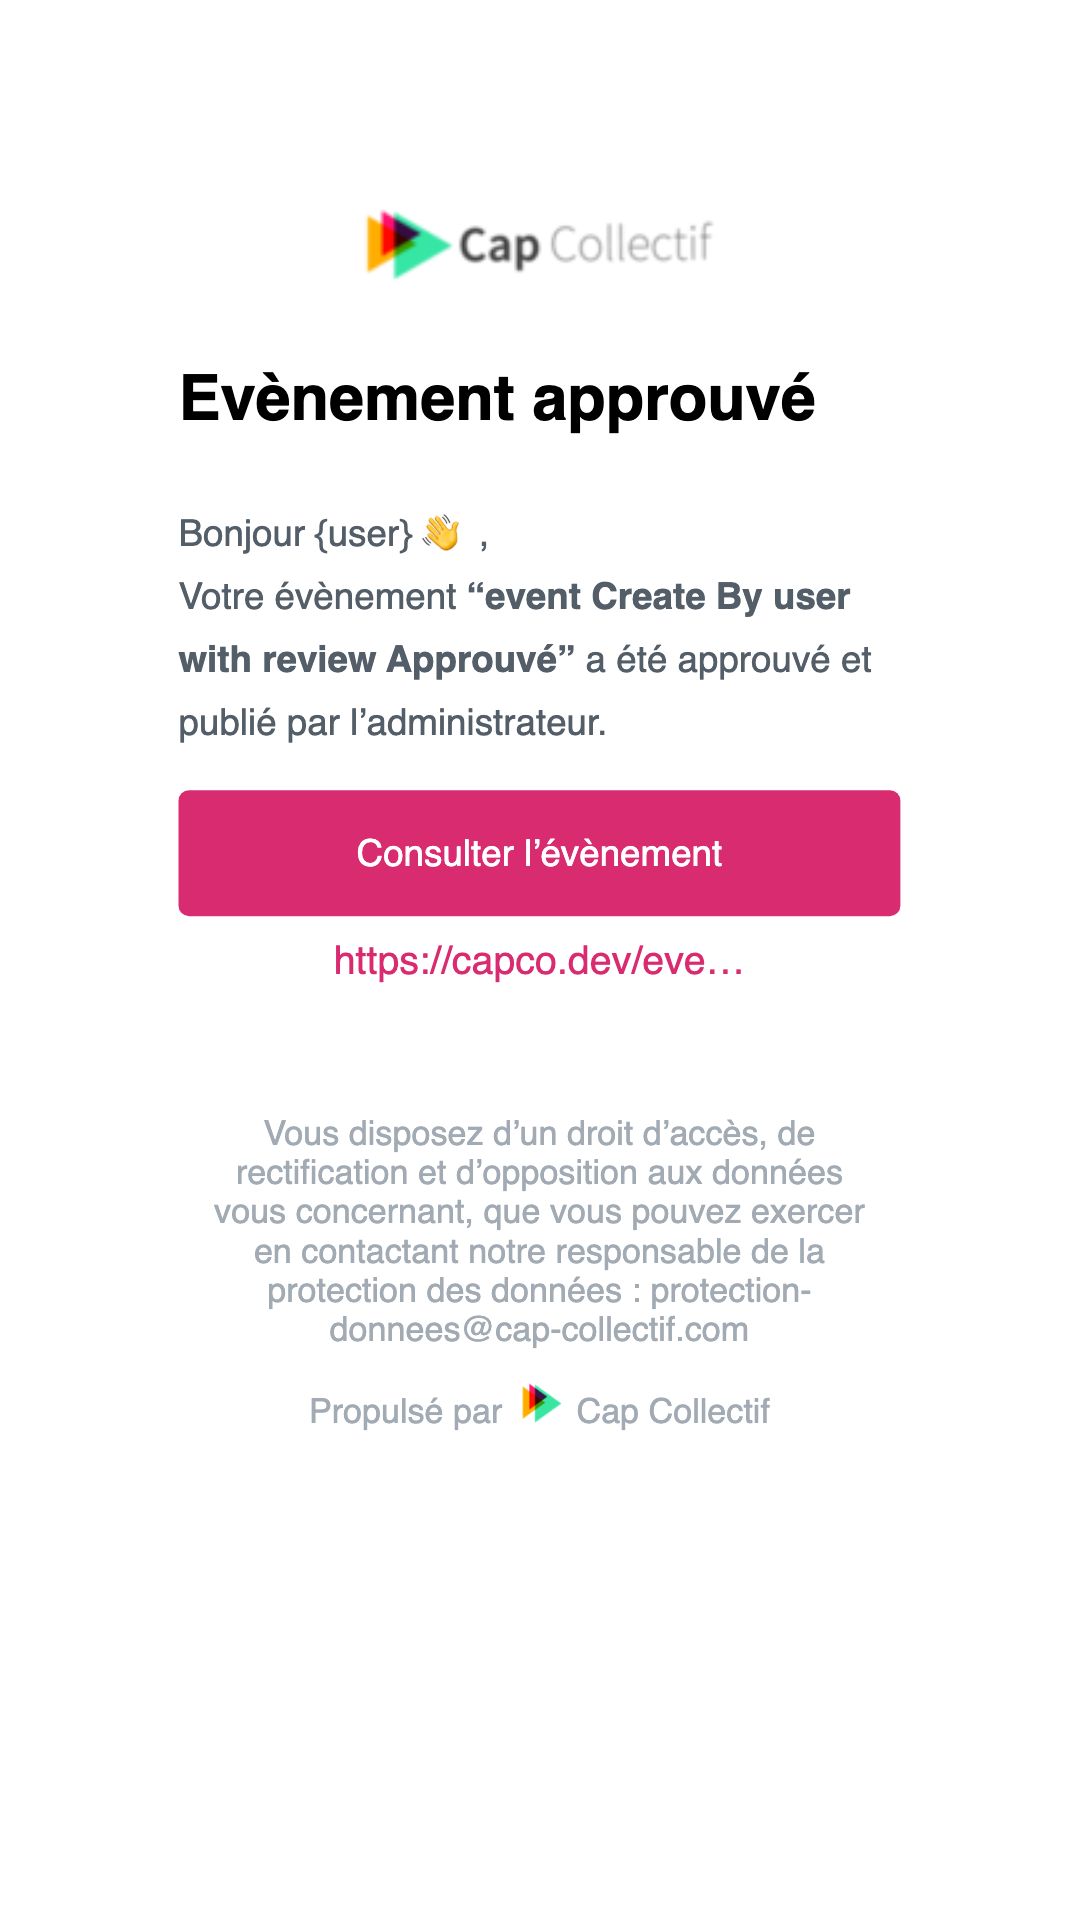 Cap Collectif
Evènement approuvé
Bonjour {user} 👋 ,
Votre évènement “event Create By user
with review Approuvé” a été approuvé et
publié par l’administrateur.
Consulter l’évènement
https://capco.dev/eve…
Vous disposez d’un droit d’accès, de
rectification et d’opposition aux données
vous concernant, que vous pouvez exercer
en contactant notre responsable de la
protection des données : protection-
donnees@cap-collectif.com
Propulsé par Cap Collectif